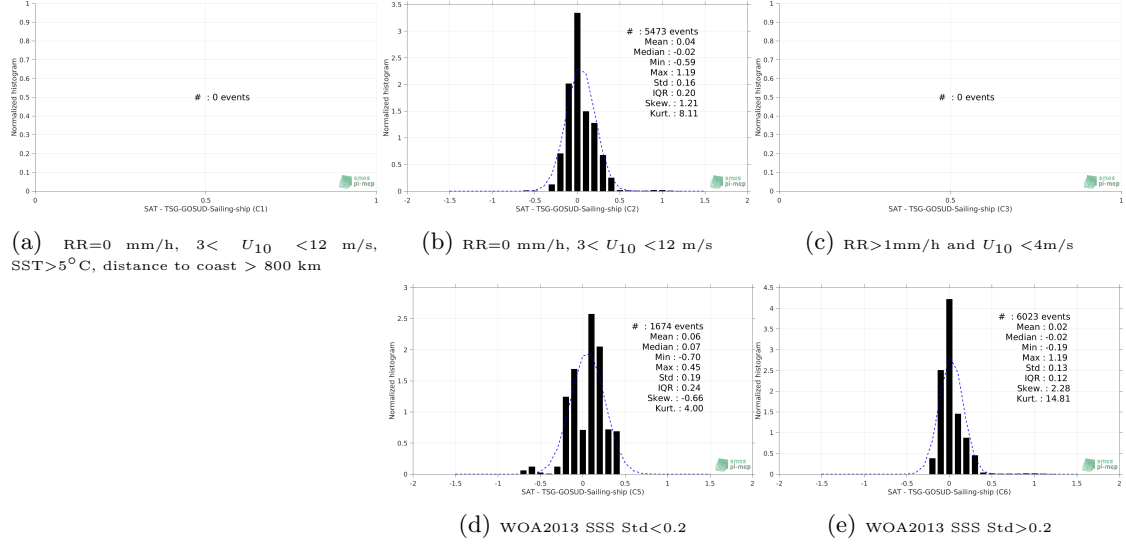 1
0.9
0.8
0.7
0.6
0.5
0.4
0.3
0.2
0.1
0
Normalized histogram
# : 0 events
smos
pi-mep
0
0.5
1
SAT - TSG-GOSUD-Sailing-ship (C1)
(a) RR=0 mm/h, 3< U10 <12 m/s,
SST>5°C, distance to coast > 800 km
3.5
3
2.5
2
1.5
1
0.5
0
Normalized histogram
# : 5473 events
Mean : 0.04
Median : -0.02
Min : -0.59
Max : 1.19
Std : 0.16
IQR : 0.20
Skew. : 1.21
Kurt. : 8.11
smos
pi-mep
-2
-1.5
-1
-0.5
0
0.5
1
1.5
2
SAT - TSG-GOSUD-Sailing-ship (C2)
(b) RR=0 mm/h, 3< U10 <12 m/s
1
0.9
0.8
0.7
0.6
0.5
0.4
0.3
0.2
0.1
0
Normalized histogram
# : 0 events
smos
pi-mep
0
0.5
1
SAT - TSG-GOSUD-Sailing-ship (C3)
(c) RR>1mm/h and U10 <4m/s
3
2.5
2
1.5
1
0.5
0
Normalized histogram
# : 1674 events
Mean : 0.06
Median : 0.07
Min : -0.70
Max : 0.45
Std : 0.19
IQR : 0.24
Skew. : -0.66
Kurt. : 4.00
smos
pi-mep
-2
-1.5
-1
-0.5
0
0.5
1
1.5
2
SAT - TSG-GOSUD-Sailing-ship (C5)
(d) WOA2013 SSS Std<0.2
4.5
4
3.5
3
2.5
2
1.5
1
0.5
0
Normalized histogram
# : 6023 events
Mean : 0.02
Median : -0.02
Min : -0.19
Max : 1.19
Std : 0.13
IQR : 0.12
Skew. : 2.28
Kurt. : 14.81
smos
pi-mep
-2
-1.5
-1
-0.5
0
0.5
1
1.5
2
SAT - TSG-GOSUD-Sailing-ship (C6)
(e) WOA2013 SSS Std>0.2